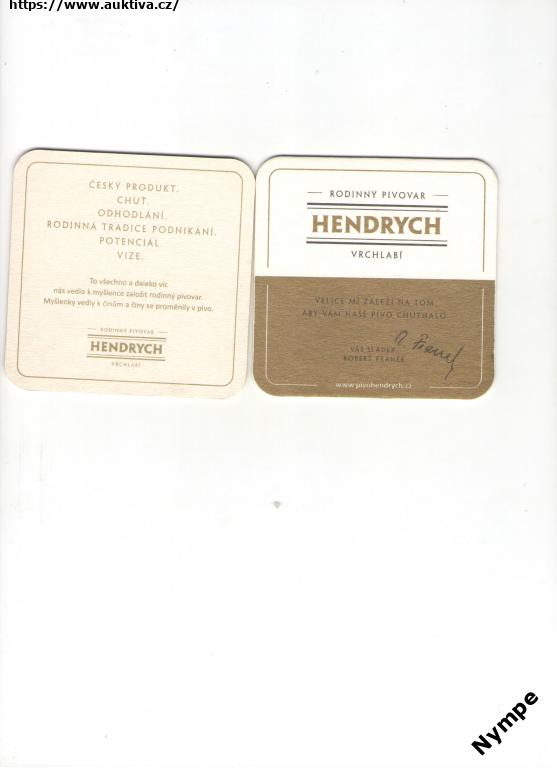 https://www.auktiva.cz/
ČESKÝ PRODUKT.
CHUŤ.
ODHODLÁNÍ.
RODINNÁ TRADICE PODNIKÁNÍ.
POTENCIÁL.
VIZE.
To všechno a daleko víc
nás vedlo k myšlence založit rodinný pivovar.
Myšlenky vedly k činům a činy se proměnily v pivo.
RODINNÝ PIVOVAR
HENDRYCH
VRCHLABÍ
RODINNÝ PIVOVAR
HENDRYCH
VRCHLABÍ
VELICE MI ZÁLEŽÍ NA TOM,
ABY VÁM NAŠE PIVO CHUTNALO.
VÁŠ SLÁDEK
ROBERT FRANĚK
www.pivohendrych.cz
Nympe